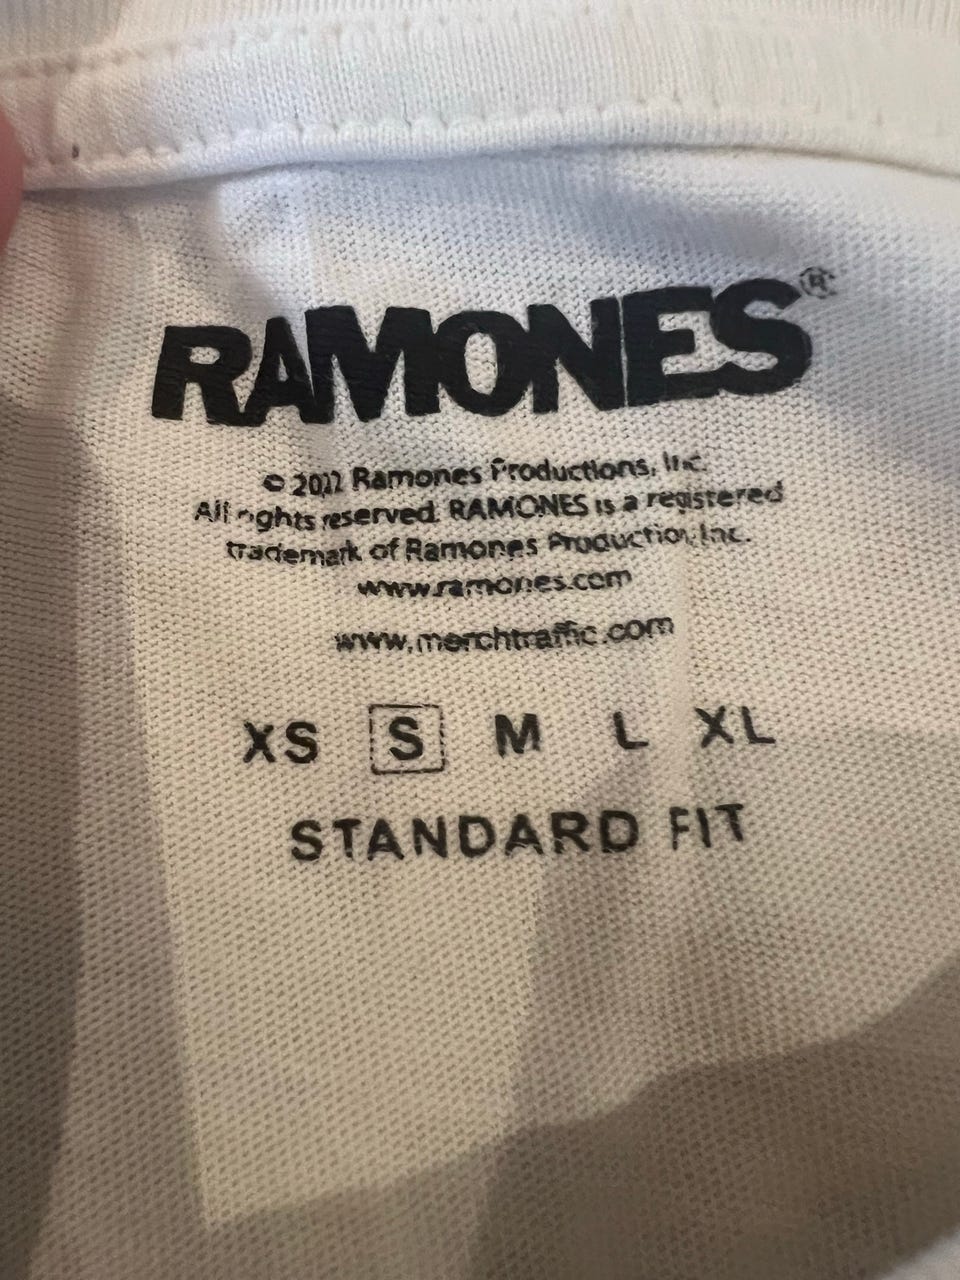 RAMONES®
© 2022 Ramones Productions, Inc.
All rights reserved. RAMONES is a registered
trademark of Ramones Production, Inc.
www.ramones.com
www.merchtraffic.com
XS S M L XL
STANDARD FIT